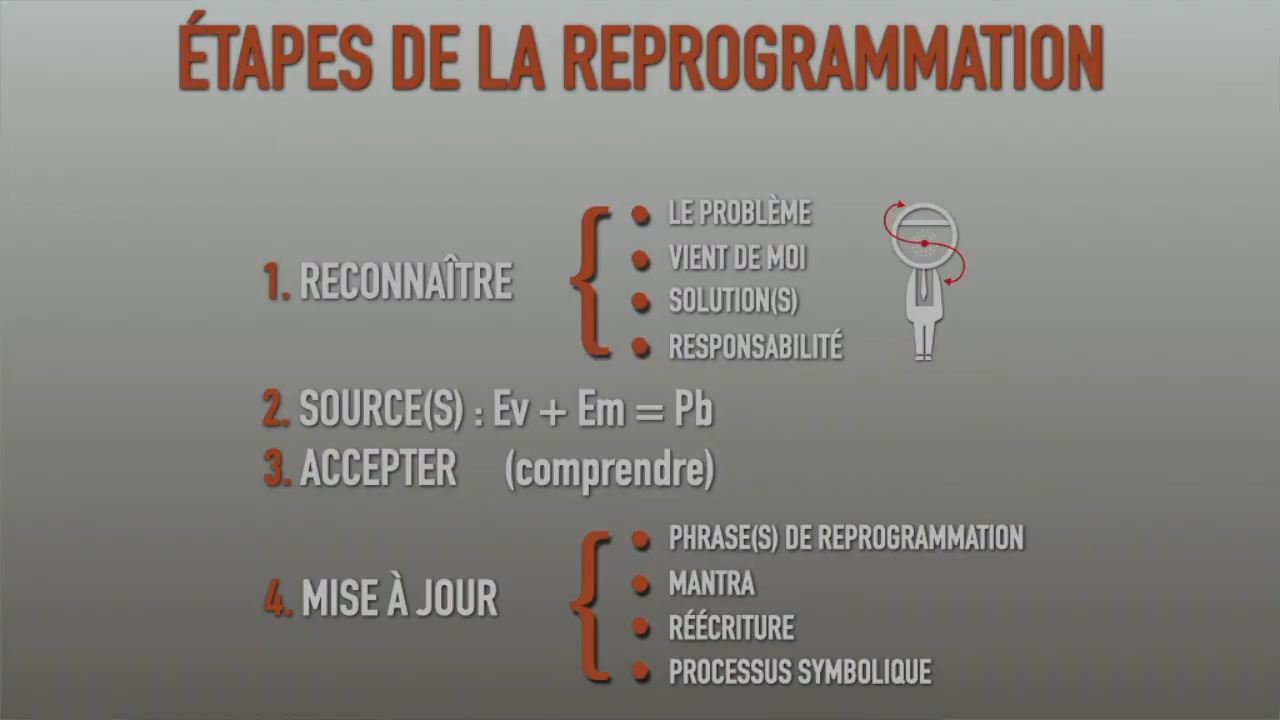 ÉTAPES DE LA REPROGRAMMATION
1. RECONNAÎTRE
• LE PROBLÈME
• VIENT DE MOI
• SOLUTION(S)
• RESPONSABILITÉ
2. SOURCE(S) : Ev + Em = Pb
3. ACCEPTER (comprendre)
4. MISE À JOUR
• PHRASE(S) DE REPROGRAMMATION
• MANTRA
• RÉÉCRITURE
• PROCESSUS SYMBOLIQUE